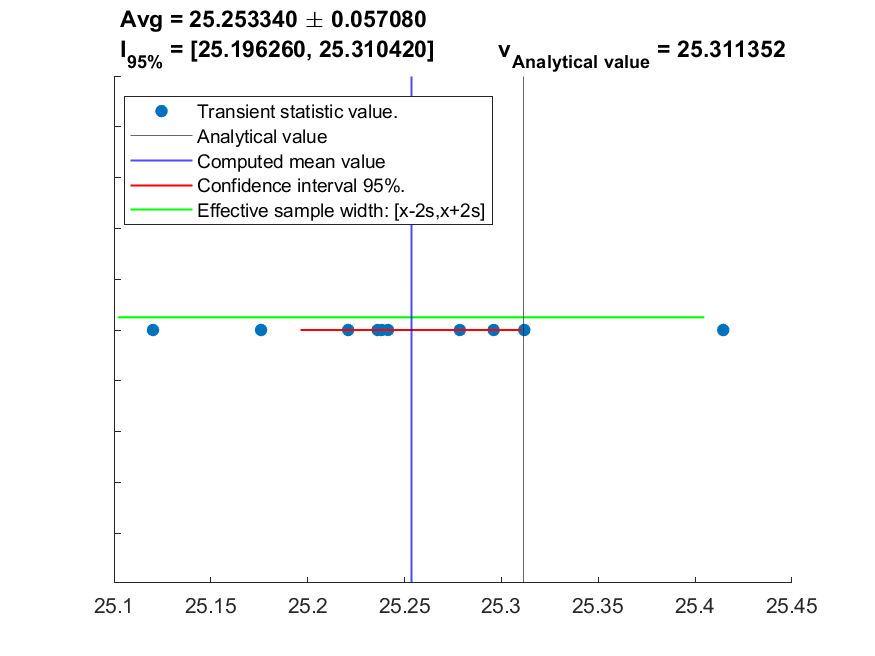 Avg = 25.253340 ± 0.057080
I95% = [25.196260, 25.310420] vAnalytical value = 25.311352
Transient statistic value.
Analytical value
Computed mean value
Confidence interval 95%.
Effective sample width: [x-2s,x+2s]
25.1 25.15 25.2 25.25 25.3 25.35 25.4 25.45